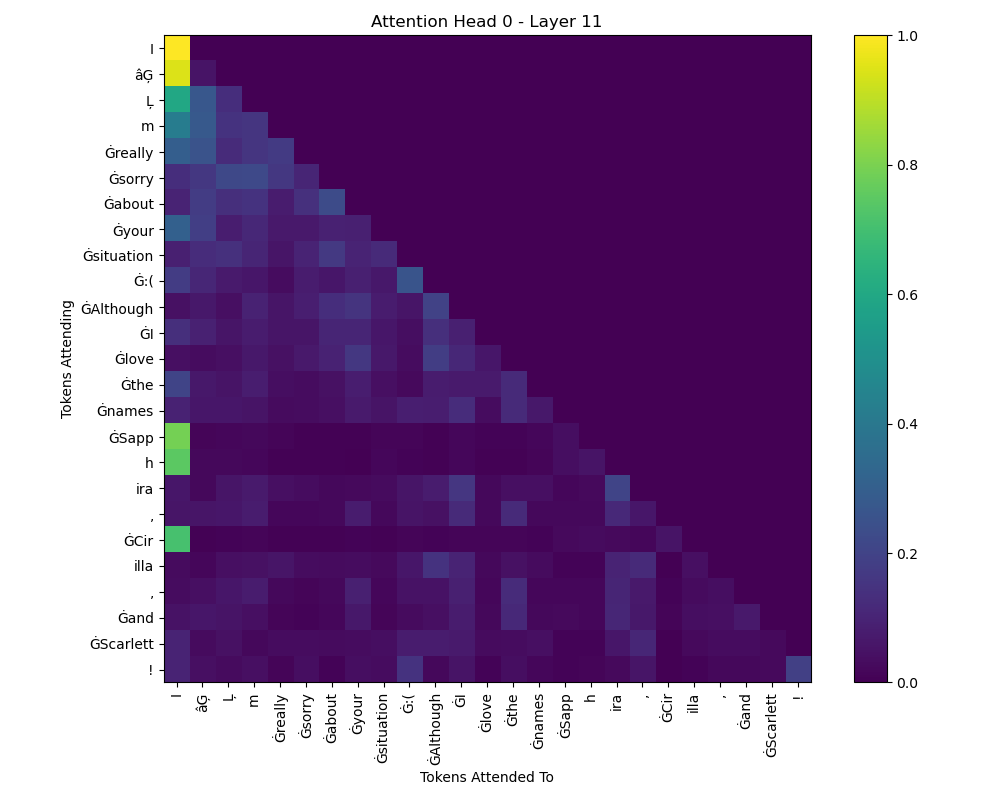 Attention Head 0 - Layer 11
Tokens Attending
I
âĢ
Ļ
m
Ġreally
Ġsorry
Ġabout
Ġyour
Ġsituation
Ġ:(
ĠAlthough
ĠI
Ġlove
Ġthe
Ġnames
ĠSapp
h
ira
,
ĠCir
illa
,
Ġand
ĠScarlett
!
I
âĢ
Ļ
m
Ġreally
Ġsorry
Ġabout
Ġyour
Ġsituation
Ġ:(
ĠAlthough
ĠI
Ġlove
Ġthe
Ġnames
ĠSapp
h
ira
,
ĠCir
illa
,
Ġand
ĠScarlett
!
Tokens Attended To
1.0
0.8
0.6
0.4
0.2
0.0